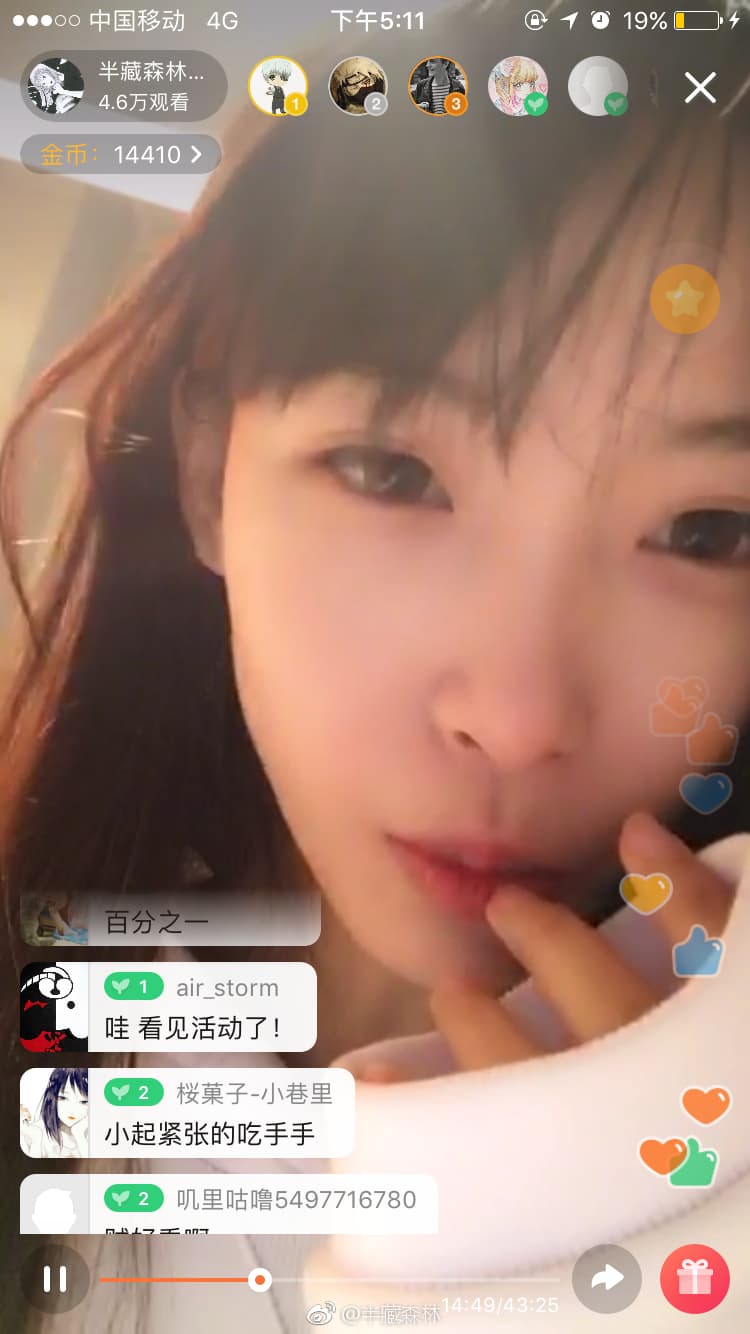 中国移动 4G 下午5:11 19%
半藏森林...
4.6万观看
1 2 3
金币： 14410
百分之一
1 air_storm
哇 看见活动了！
2 桜菓子-小巷里
小起紧张的吃手手
2 叽里咕噜5497716780
14:49/43:25
@半藏森林